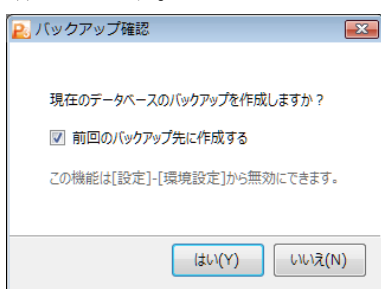 バックアップ確認
現在のデータベースのバックアップを作成しますか？
前回のバックアップ先に作成する
この機能は[設定]-[環境設定]から無効にできます。
はい(Y) いいえ(N)